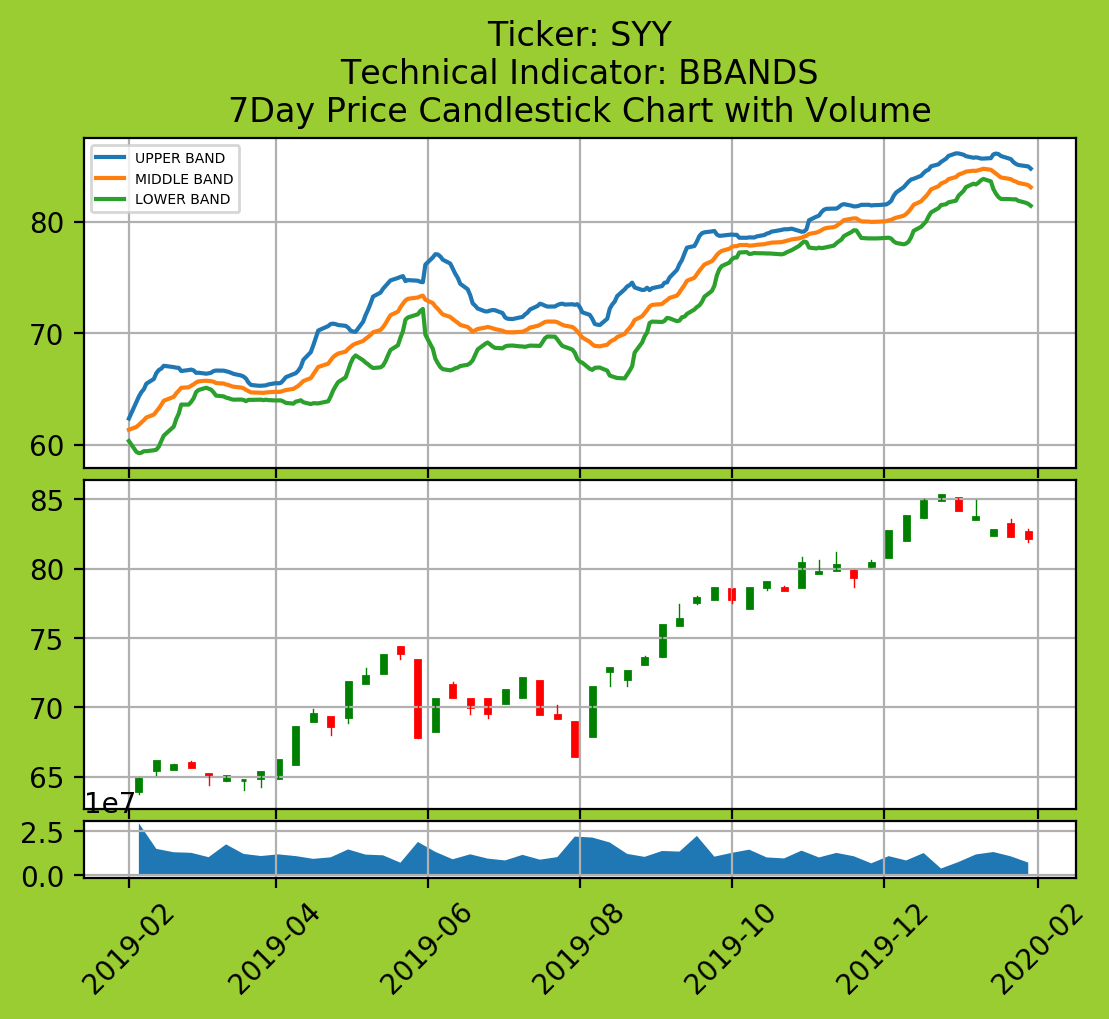 Ticker: SYY
Technical Indicator: BBANDS
7Day Price Candlestick Chart with Volume
UPPER BAND
MIDDLE BAND
LOWER BAND
80
70
60
85
80
75
70
65
1e7
2.5
0.0
2019-02
2019-04
2019-06
2019-08
2019-10
2019-12
2020-02